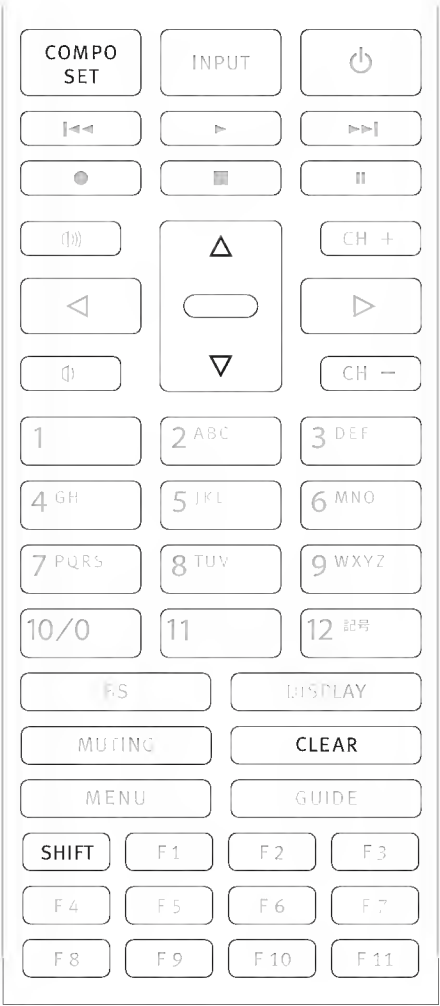 COMPO
SET
INPUT
CH +
CH −
1
2 ABC
3 DEF
4 GH
5 JKL
6 MNO
7 PQRS
8 TUV
9 WXYZ
10/0
11
12 記号
DISPLAY
MUTING
CLEAR
MENU
GUIDE
SHIFT
F1
F2
F3
F4
F5
F6
F7
F8
F9
F10
F11